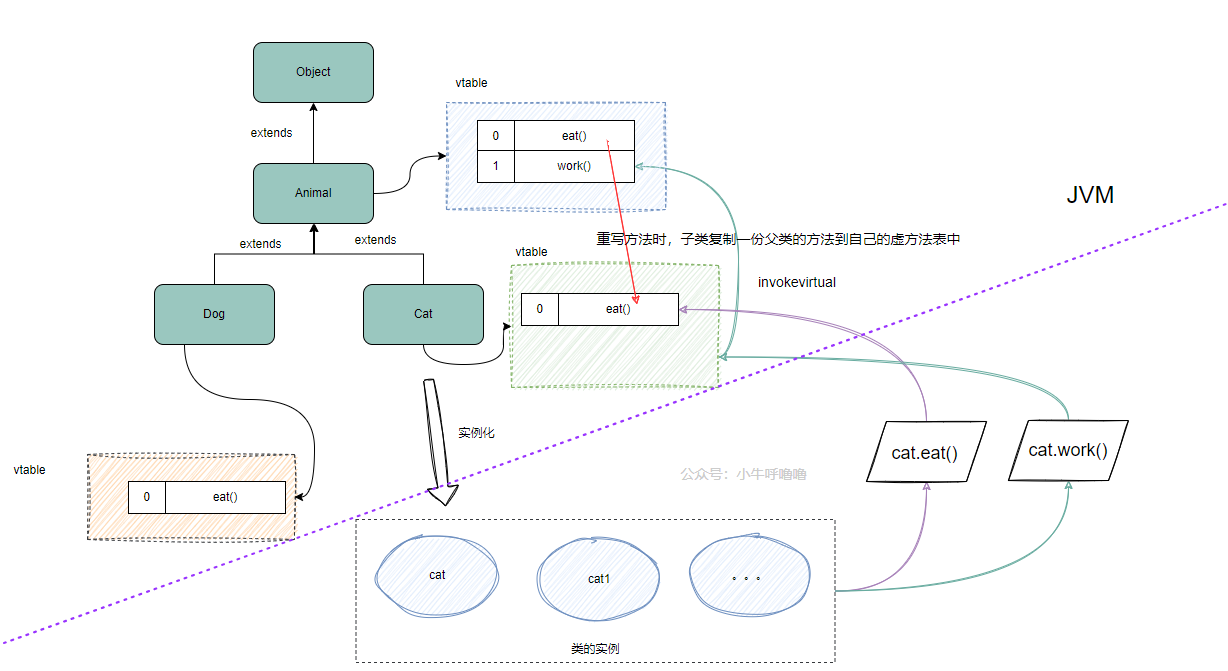 Object
vtable
extends
0 eat()
1 work()
Animal
JVM
extends
extends
重写方法时，子类复制一份父类的方法到自己的虚方法表中
vtable
invokevirtual
Dog
Cat
0 eat()
实例化
cat.eat()
cat.work()
vtable
公众号：小牛呼噜噜
0 eat()
cat
cat1
。。。
类的实例